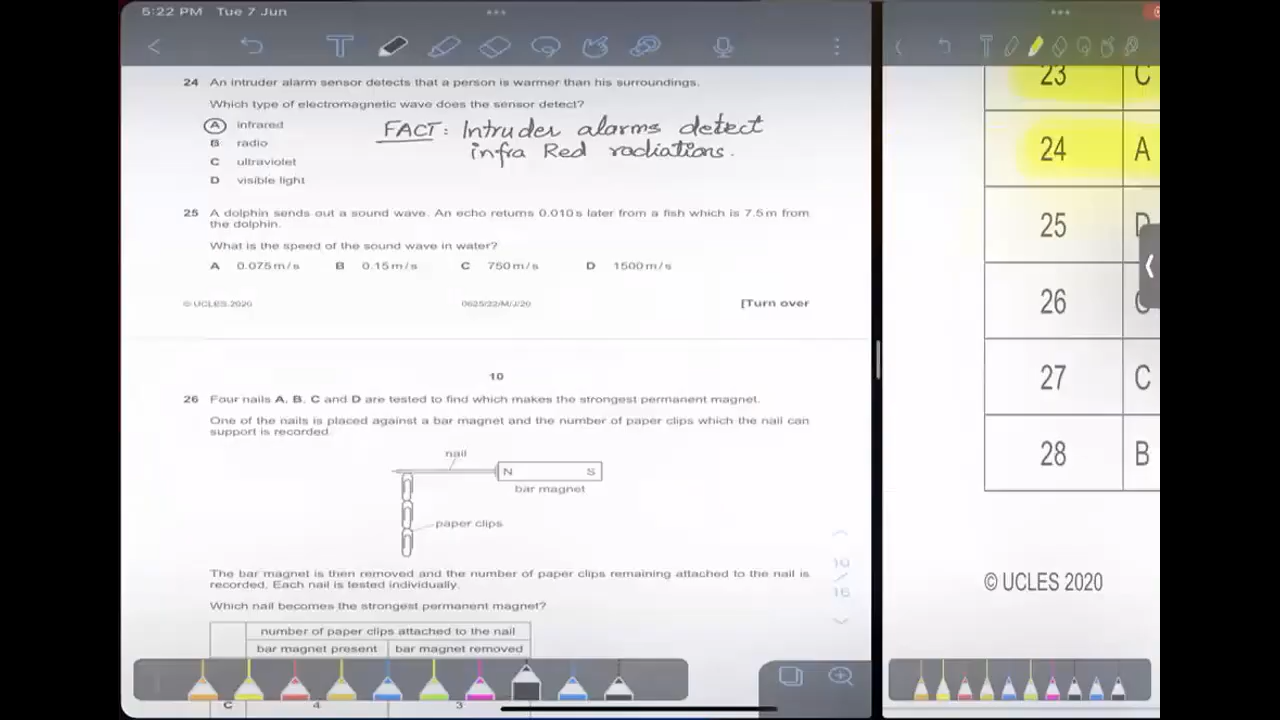 5:22 PM Tue 7 Jun
24 An intruder alarm sensor detects that a person is warmer than his surroundings.
Which type of electromagnetic wave does the sensor detect?
A infrared
B radio
C ultraviolet
D visible light
FACT: Intruder alarms detect
infra Red radiations.
25 A dolphin sends out a sound wave. An echo returns 0.010 s later from a fish which is 7.5 m from
the dolphin.
What is the speed of the sound wave in water?
A 0.075 m/s B 0.15 m/s C 750 m/s D 1500 m/s
© UCLES 2020 0625/22/M/J/20 [Turn over
10
26 Four nails A, B, C and D are tested to find which makes the strongest permanent magnet.
One of the nails is placed against a bar magnet and the number of paper clips which the nail can
support is recorded.
nail
N S
bar magnet
paper clips
The bar magnet is then removed and the number of paper clips remaining attached to the nail is
recorded. Each nail is tested individually.
Which nail becomes the strongest permanent magnet?
number of paper clips attached to the nail
bar magnet present bar magnet removed
C 4 3
10
/
16
23 C
24 A
25 D
26
27 C
28 B
© UCLES 2020